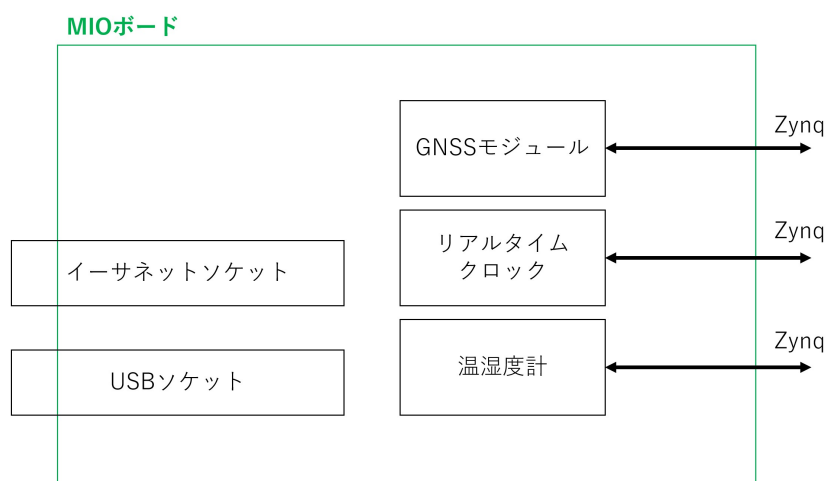 MIOボード
GNSSモジュール
Zynq
リアルタイム
クロック
Zynq
イーサネットソケット
温湿度計
Zynq
USBソケット